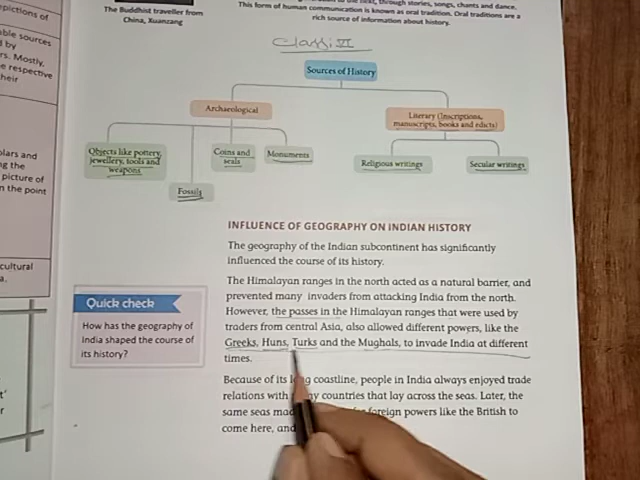 epictions of
The Buddhist traveller from
China, Xuanzang
This form of human communication is known as oral tradition. Oral traditions are a
rich source of information about history.
able sources
d by
rs. Mostly,
e respective
their
Class: VI
Sources of History
Archaeological
Literary (Inscriptions,
manuscripts, books and edicts)
Objects like pottery,
jewellery, tools and
weapons
Coins and
seals
Monuments
Religious writings
Secular writings
Fossils
olars and
ng the
picture of
n the point
cultural
a.
INFLUENCE OF GEOGRAPHY ON INDIAN HISTORY
The geography of the Indian subcontinent has significantly
influenced the course of its history.
The Himalayan ranges in the north acted as a natural barrier, and
prevented many invaders from attacking India from the north.
However, the passes in the Himalayan ranges that were used by
traders from central Asia, also allowed different powers, like the
Greeks, Huns, Turks and the Mughals, to invade India at different
times.
Quick check
How has the geography of
India shaped the course of
its history?
Because of its long coastline, people in India always enjoyed trade
relations with many countries that lay across the seas. Later, the
same seas foreign powers like the British to
come here, and